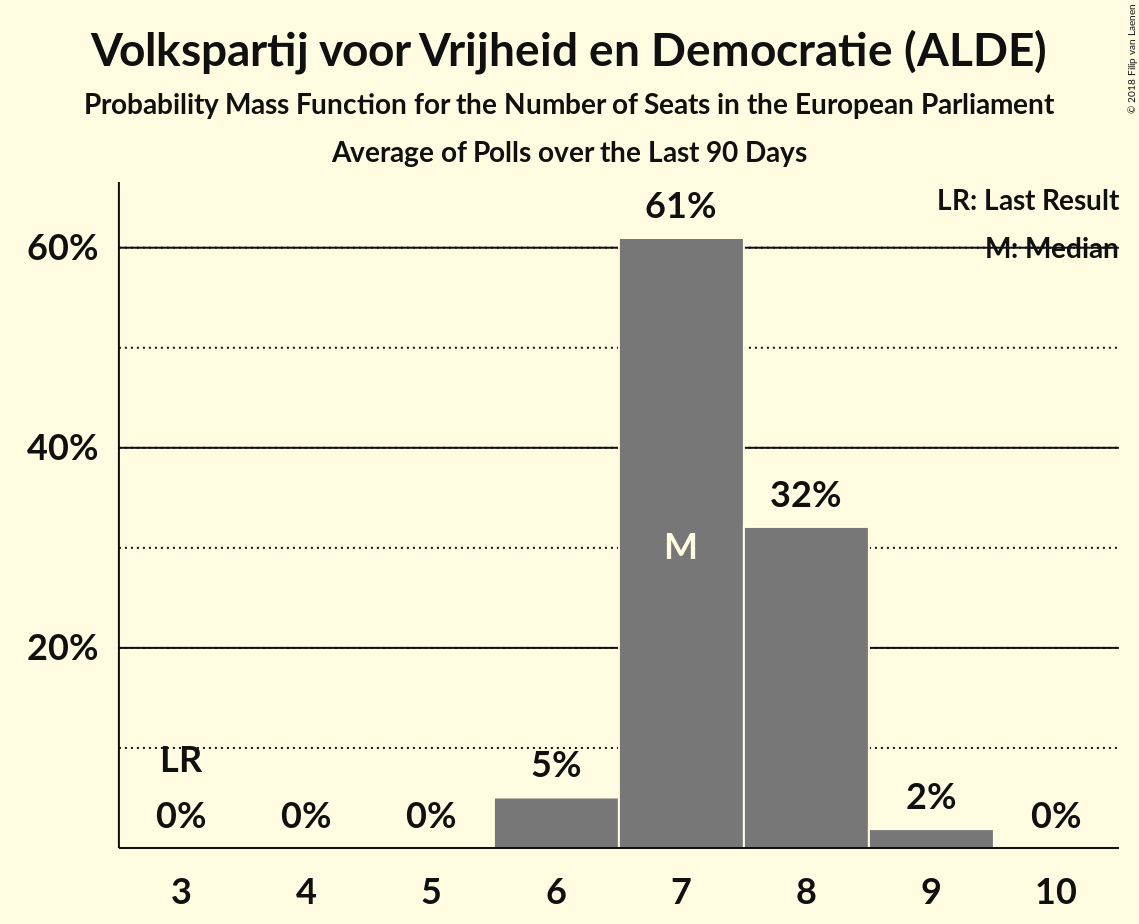 Volkspartij voor Vrijheid en Democratie (ALDE)
Probability Mass Function for the Number of Seats in the European Parliament
Average of Polls over the Last 90 Days
© 2018 Filip van Laenen
LR: Last Result
M: Median
60%
40%
20%
61%
32%
M
LR
5%
2%
0%
0%
0%
0%
3
4
5
6
7
8
9
10